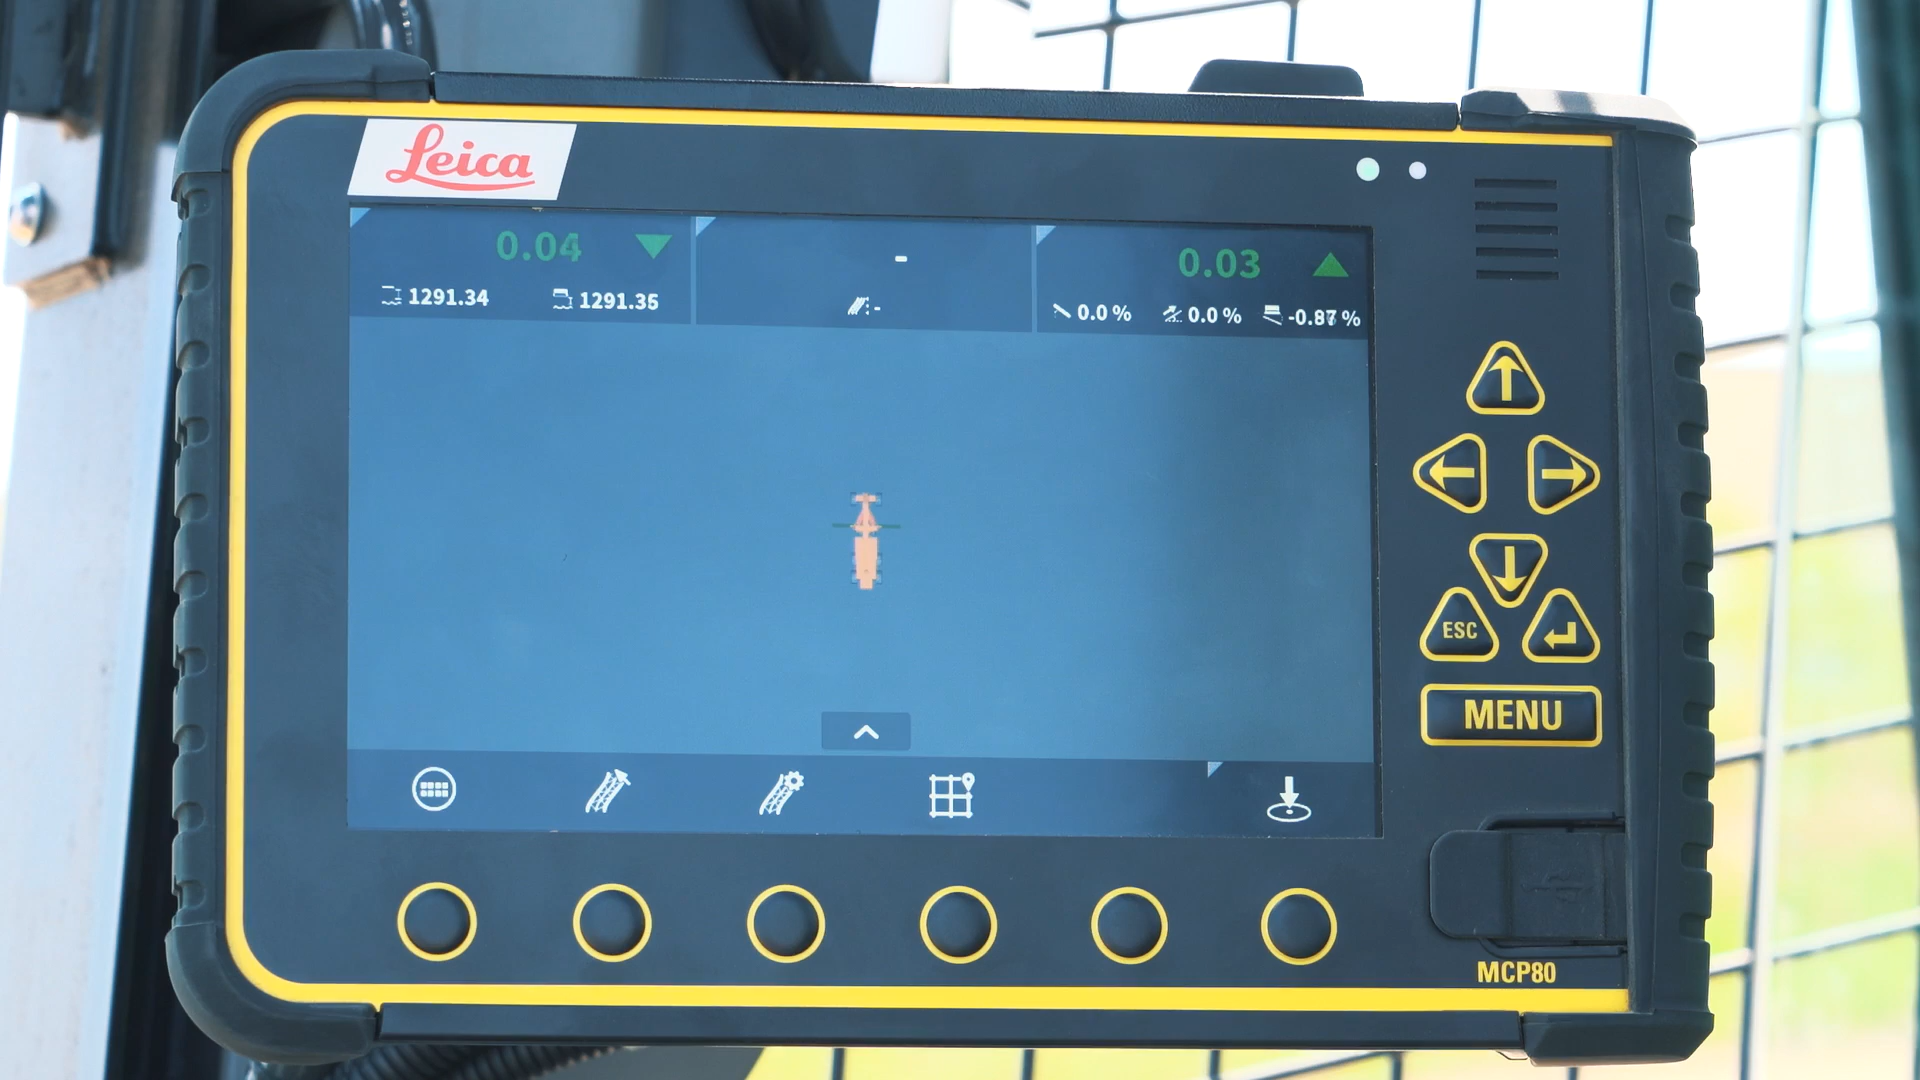 Leica
0.04 - 0.03
1291.34 1291.35 - 0.0 % 0.0 % -0.87 %
ESC
MENU
MCP80